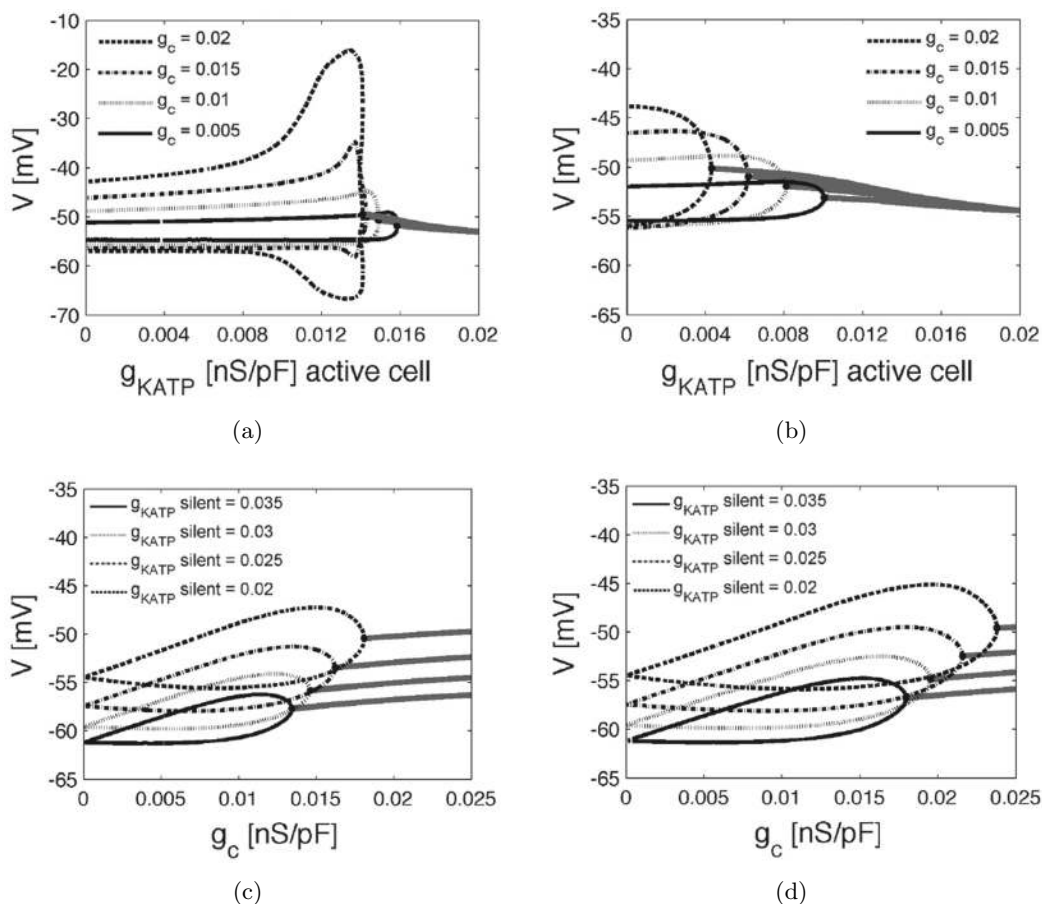 -10
-20
-30
-40
-50
-60
-70
V [mV]
g_c = 0.02
g_c = 0.015
g_c = 0.01
g_c = 0.005
0 0.004 0.008 0.012 0.016 0.02
g_KATP [nS/pF] active cell
(a)
-35
-40
-45
-50
-55
-60
-65
V [mV]
g_c = 0.02
g_c = 0.015
g_c = 0.01
g_c = 0.005
0 0.004 0.008 0.012 0.016 0.02
g_KATP [nS/pF] active cell
(b)
-35
-40
-45
-50
-55
-60
-65
V [mV]
g_KATP silent = 0.035
g_KATP silent = 0.03
g_KATP silent = 0.025
g_KATP silent = 0.02
0 0.005 0.01 0.015 0.02 0.025
g_c [nS/pF]
(c)
-35
-40
-45
-50
-55
-60
-65
V [mV]
g_KATP silent = 0.035
g_KATP silent = 0.03
g_KATP silent = 0.025
g_KATP silent = 0.02
0 0.005 0.01 0.015 0.02 0.025
g_c [nS/pF]
(d)